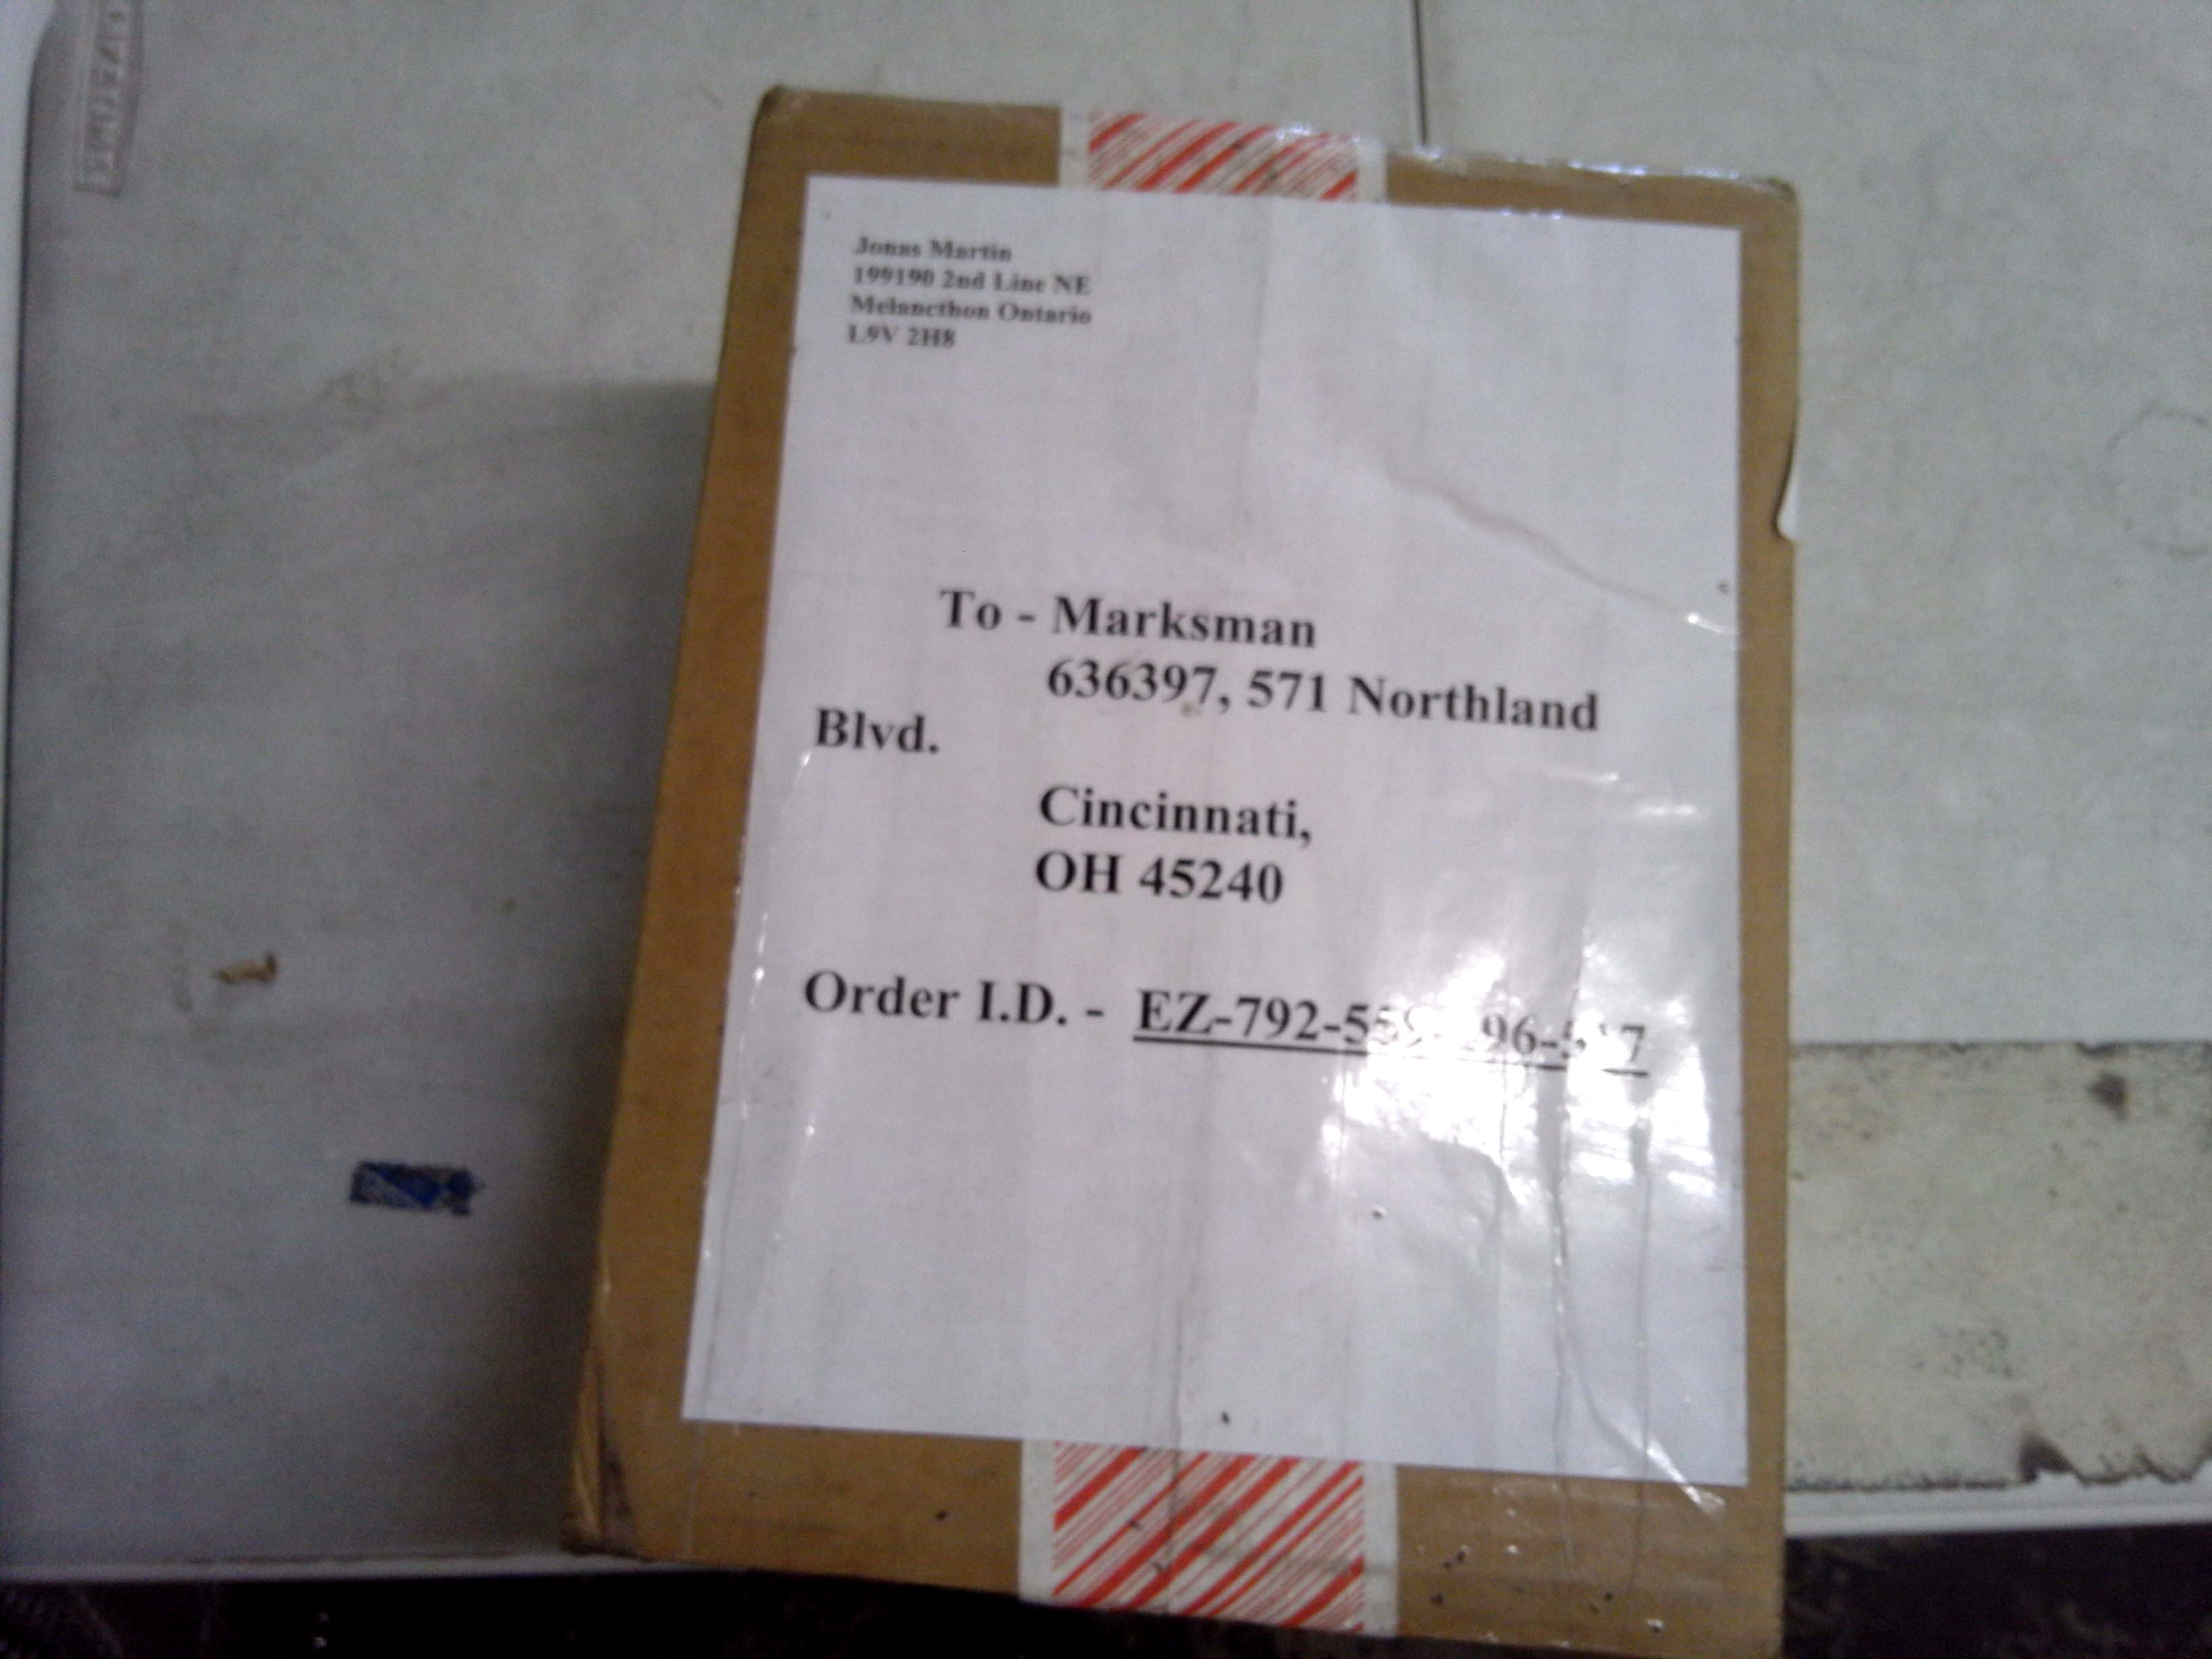 Jonas Martin
199190 2nd Line NE
Melancthon Ontario
L9V 2H8
To - Marksman
636397, 571 Northland
Blvd.
Cincinnati,
OH 45240
Order I.D. -